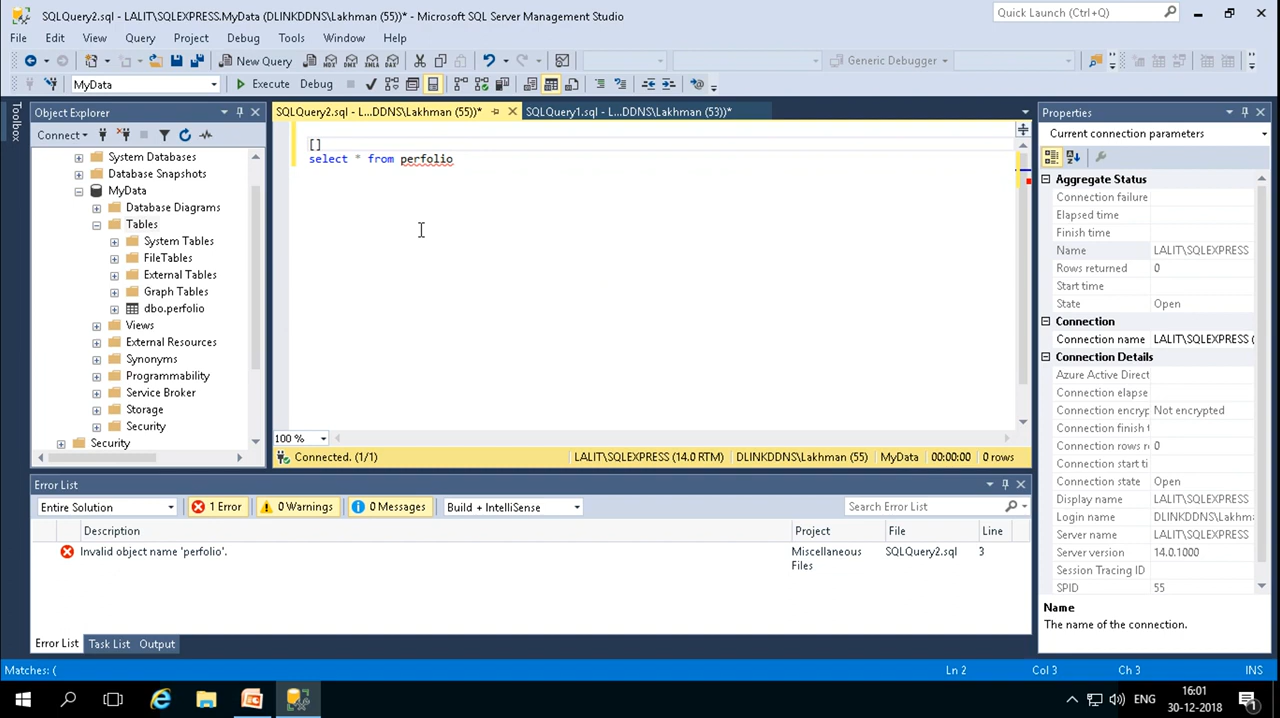 SQLQuery2.sql - LALIT\SQLEXPRESS.MyData (DLINKDDNS\Lakhman (55))* - Microsoft SQL Server Management Studio
Quick Launch (Ctrl+Q)
File Edit View Query Project Debug Tools Window Help
New Query
Generic Debugger
MyData
Execute Debug
Toolbox
Object Explorer
Connect
System Databases
Database Snapshots
MyData
Database Diagrams
Tables
System Tables
FileTables
External Tables
Graph Tables
dbo.perfolio
Views
External Resources
Synonyms
Programmability
Service Broker
Storage
Security
Security
SQLQuery2.sql - L...DDNS\Lakhman (55))*
SQLQuery1.sql - L...DDNS\Lakhman (53))*
[]
select * from perfolio
100 %
Connected. (1/1)
LALIT\SQLEXPRESS (14.0 RTM) DLINKDDNS\Lakhman (55) MyData 00:00:00 0 rows
Properties
Current connection parameters
Aggregate Status
Connection failure
Elapsed time
Finish time
Name LALIT\SQLEXPRESS
Rows returned 0
Start time
State Open
Connection
Connection name LALIT\SQLEXPRESS (
Connection Details
Azure Active Direct
Connection elapse
Connection encryp Not encrypted
Connection finish t
Connection rows r 0
Connection start ti
Connection state Open
Display name LALIT\SQLEXPRESS
Login name DLINKDDNS\Lakhma
Server name LALIT\SQLEXPRESS
Server version 14.0.1000
Session Tracing ID
SPID 55
Name
The name of the connection.
Error List
Entire Solution 1 Error 0 Warnings 0 Messages Build + IntelliSense Search Error List
Description Project File Line
Invalid object name 'perfolio'. Miscellaneous Files SQLQuery2.sql 3
Error List Task List Output
Matches: (
Ln 2 Col 3 Ch 3 INS
ENG
16:01
30-12-2018
1